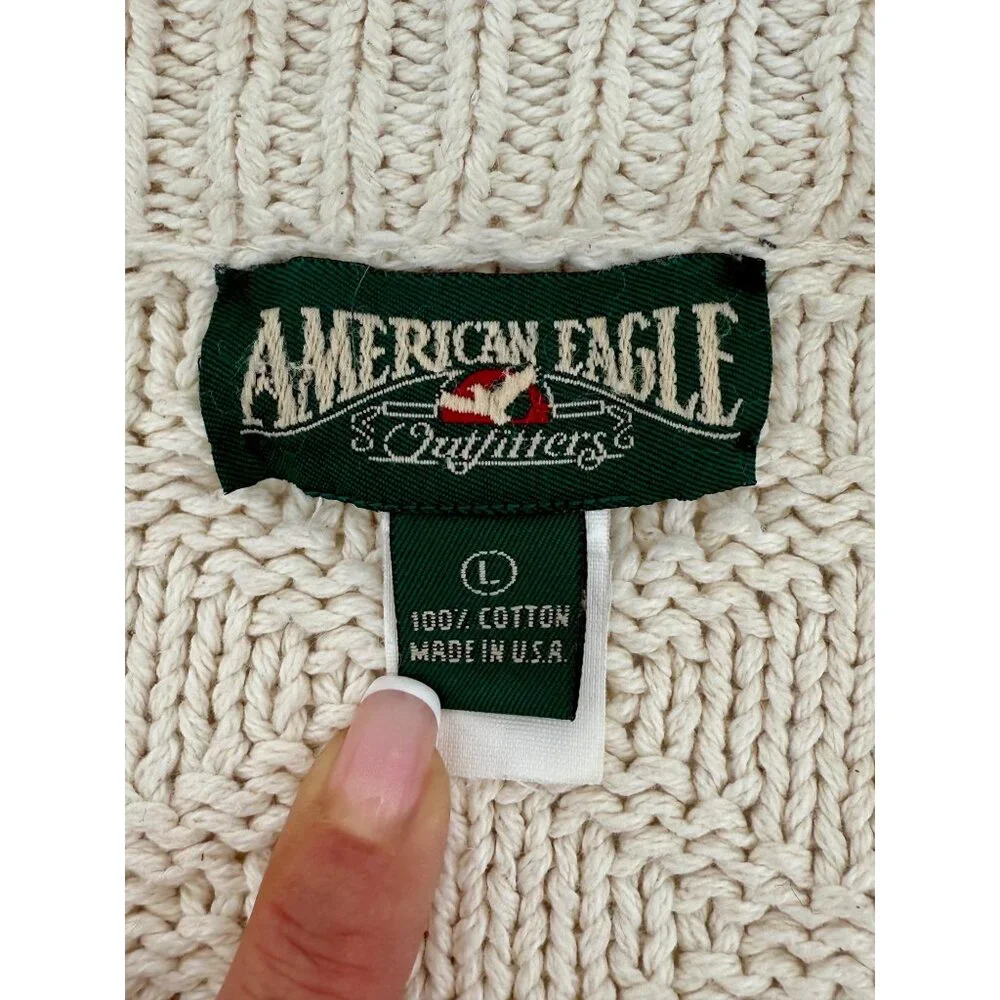 AMERICAN EAGLE
Outfitters
L
100% COTTON
MADE IN U.S.A.